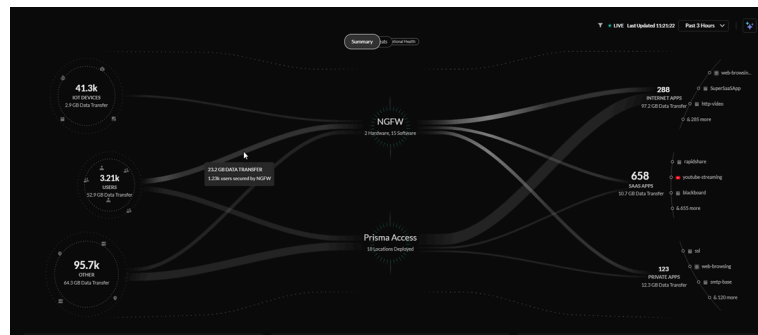 LIVE Last Updated 11:21:22 Past 3 Hours
Summary
41.3k
IOT DEVICES
2.9 GB Data Transfer
3.21k
USERS
52.9 GB Data Transfer
95.7k
OTHER
64.3 GB Data Transfer
23.2 GB DATA TRANSFER
1.23k users secured by NGFW
NGFW
2 Hardware, 15 Software
Prisma Access
18 Locations Deployed
288
INTERNET APPS
97.2 GB Data Transfer
web-browsin...
SuperSaaSApp
http-video
& 285 more
658
SAAS APPS
10.7 GB Data Transfer
rapidshare
youtube-streaming
blackboard
& 655 more
123
PRIVATE APPS
12.3 GB Data Transfer
ssl
web-browsing
smtp-base
& 120 more